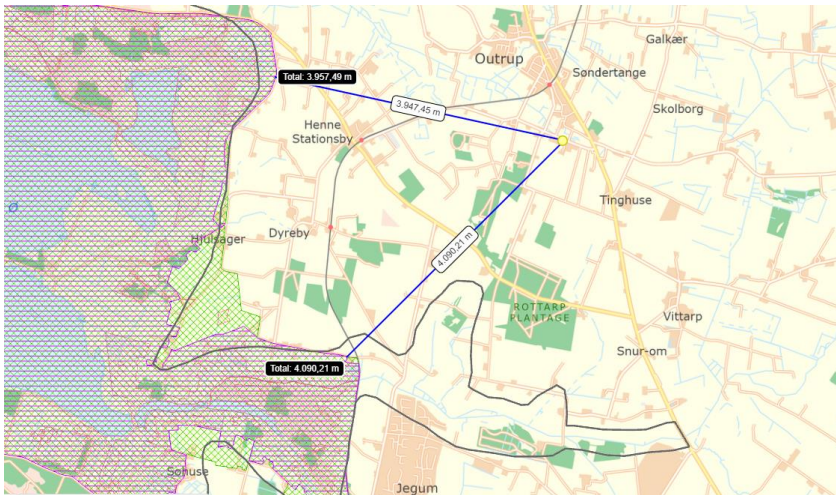 Galkær
Outrup
Søndertange
Total: 3.957,49 m
3.947,45 m
Skolborg
Henne
Stationsby
Tinghuse
Dyreby
Hjulsager
Ø
4.090,21 m
ROTTARP
PLANTAGE
Vittarp
Snur-om
Total: 4.090,21 m
Sohuse
Jegum